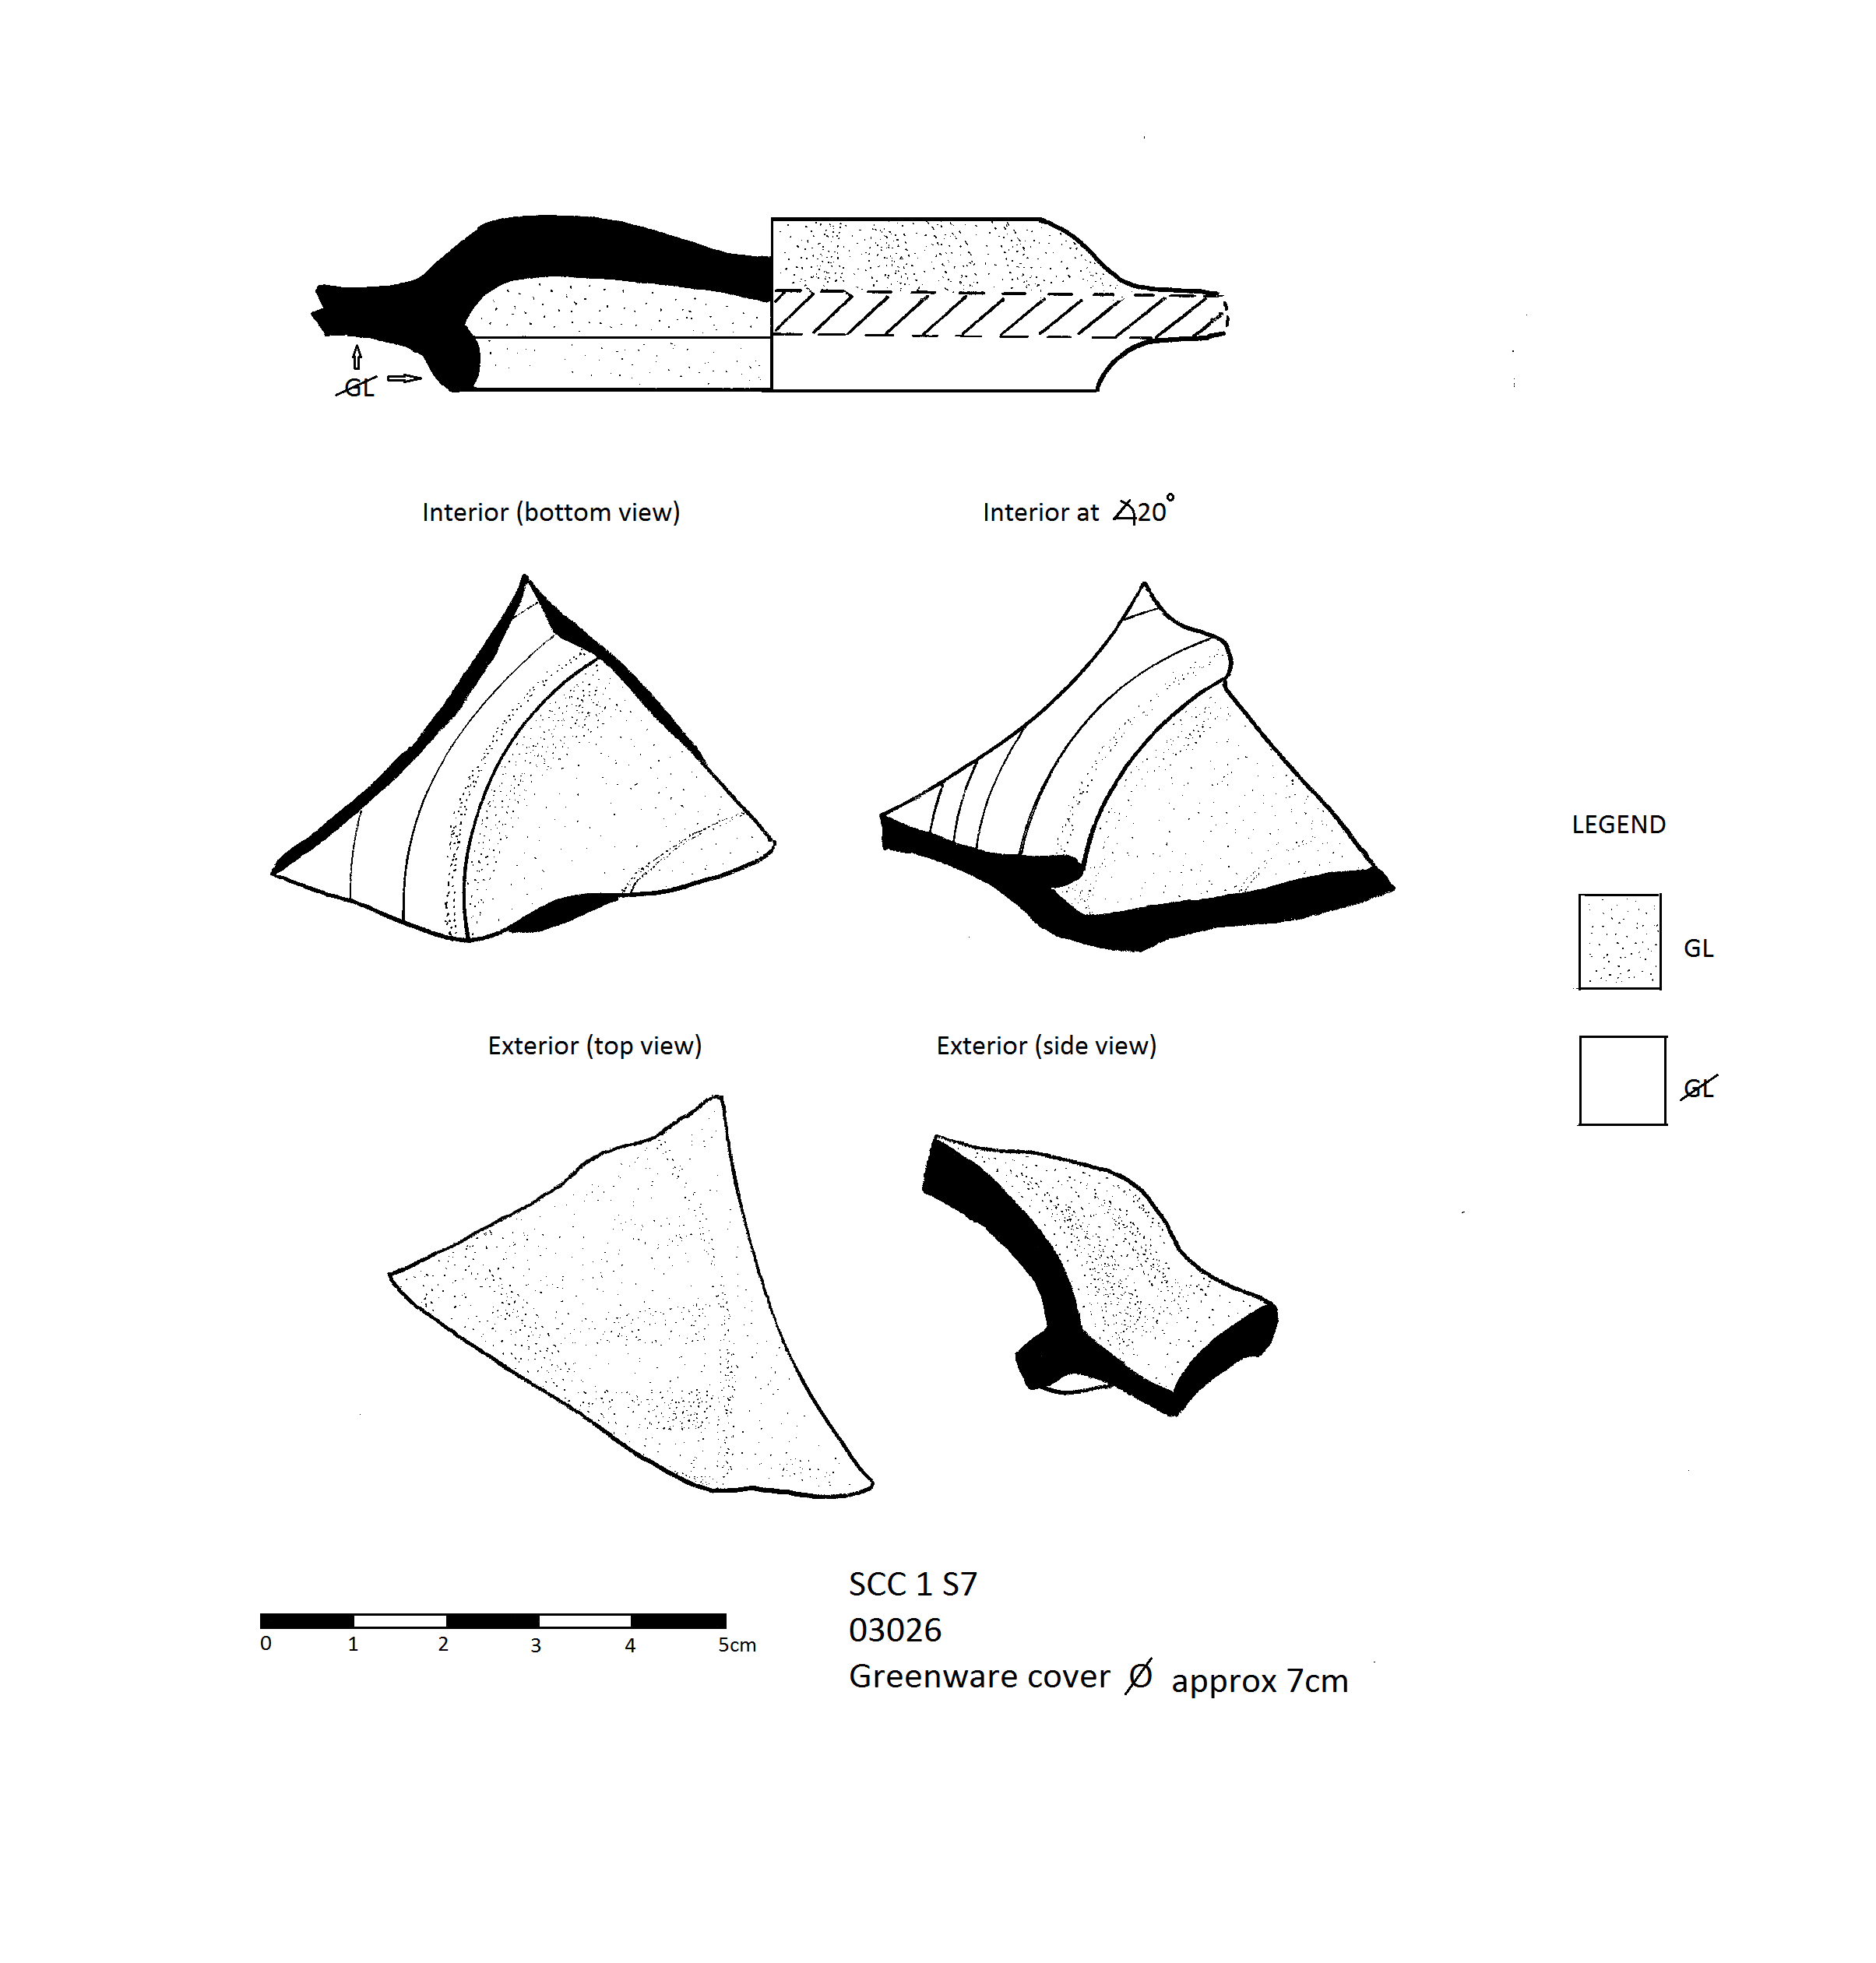 GL
Interior (bottom view)
Interior at ∡20°
LEGEND
GL
GL
Exterior (top view)
Exterior (side view)
SCC 1 S7
03026
Greenware cover Ø approx 7cm
0 1 2 3 4 5cm